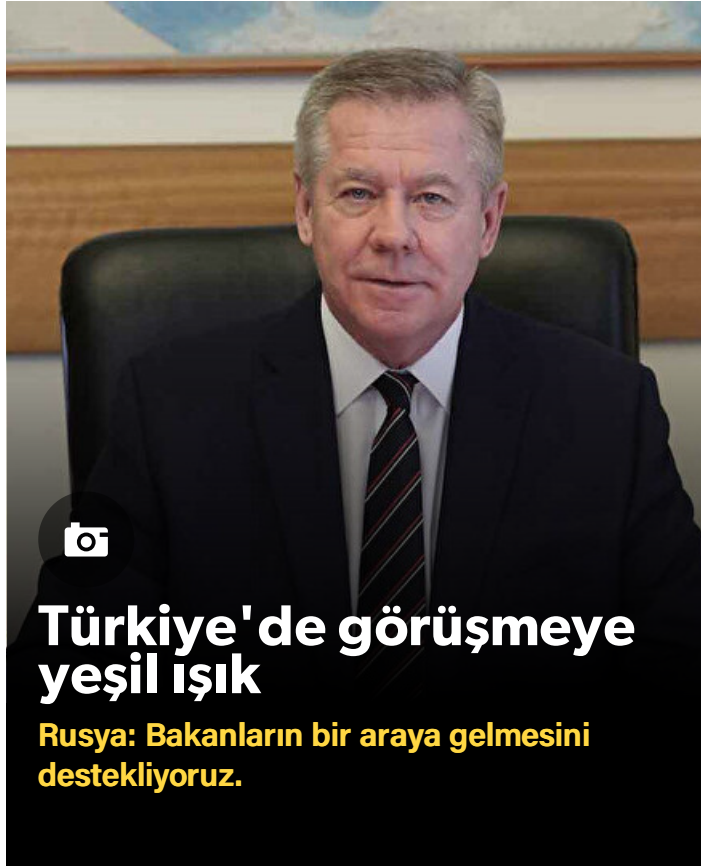 Türkiye'de görüşmeye
yeşil ışık
Rusya: Bakanların bir araya gelmesini
destekliyoruz.